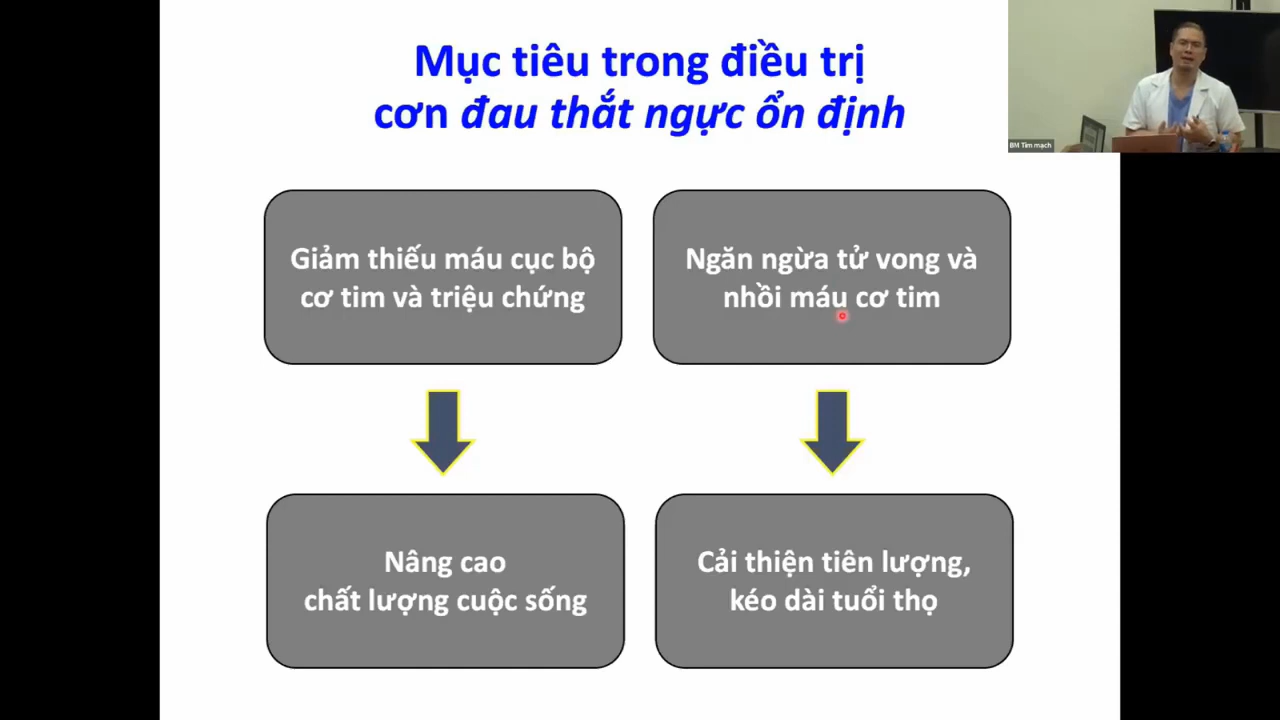 Mục tiêu trong điều trị
cơn đau thắt ngực ổn định
BM Tim mạch
Giảm thiếu máu cục bộ
cơ tim và triệu chứng
Ngăn ngừa tử vong và
nhồi máu cơ tim
Nâng cao
chất lượng cuộc sống
Cải thiện tiên lượng,
kéo dài tuổi thọ